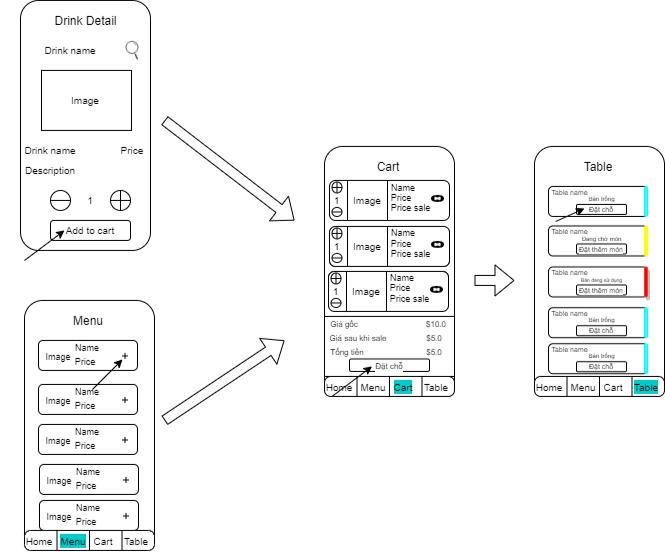 Drink Detail
Drink name
Image
Drink name Price
Description
1
Add to cart
Menu
Image Name Price +
Image Name Price +
Image Name Price +
Image Name Price +
Image Name Price +
Home Menu Cart Table
Cart
1 Image Name
Price
Price sale
1 Image Name
Price
Price sale
1 Image Name
Price
Price sale
Giá gốc $10.0
Giá sau khi sale $5.0
Tổng tiền $5.0
Đặt chỗ
Home Menu Cart Table
Table
Table name
Bàn trống
Đặt chỗ
Table name
Đang chờ món
Đặt thêm món
Table name
Bàn đang sử dụng
Đặt thêm món
Table name
Bàn trống
Đặt chỗ
Table name
Bàn trống
Đặt chỗ
Home Menu Cart Table